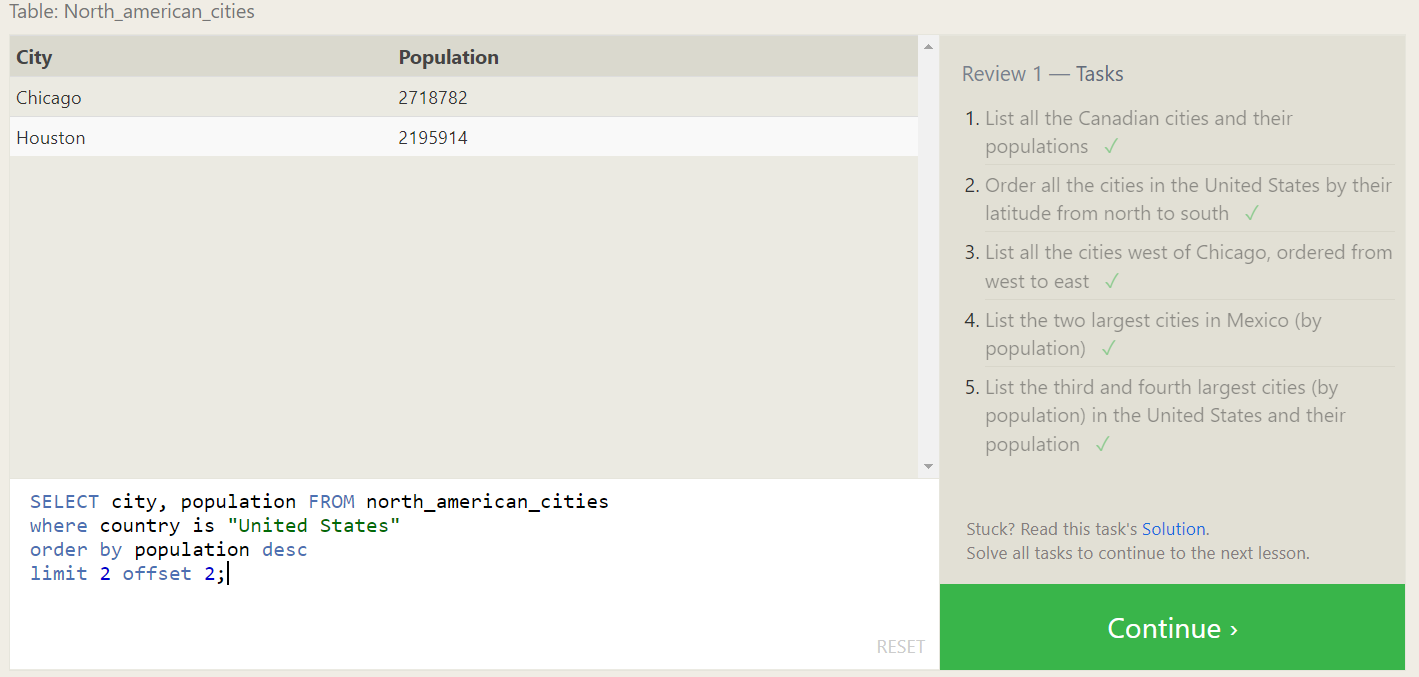 Table: North_american_cities
City Population
Chicago 2718782
Houston 2195914
SELECT city, population FROM north_american_cities
where country is "United States"
order by population desc
limit 2 offset 2;
RESET
Review 1 — Tasks
1. List all the Canadian cities and their
populations ✓
2. Order all the cities in the United States by their
latitude from north to south ✓
3. List all the cities west of Chicago, ordered from
west to east ✓
4. List the two largest cities in Mexico (by
population) ✓
5. List the third and fourth largest cities (by
population) in the United States and their
population ✓
Stuck? Read this task's Solution.
Solve all tasks to continue to the next lesson.
Continue ›